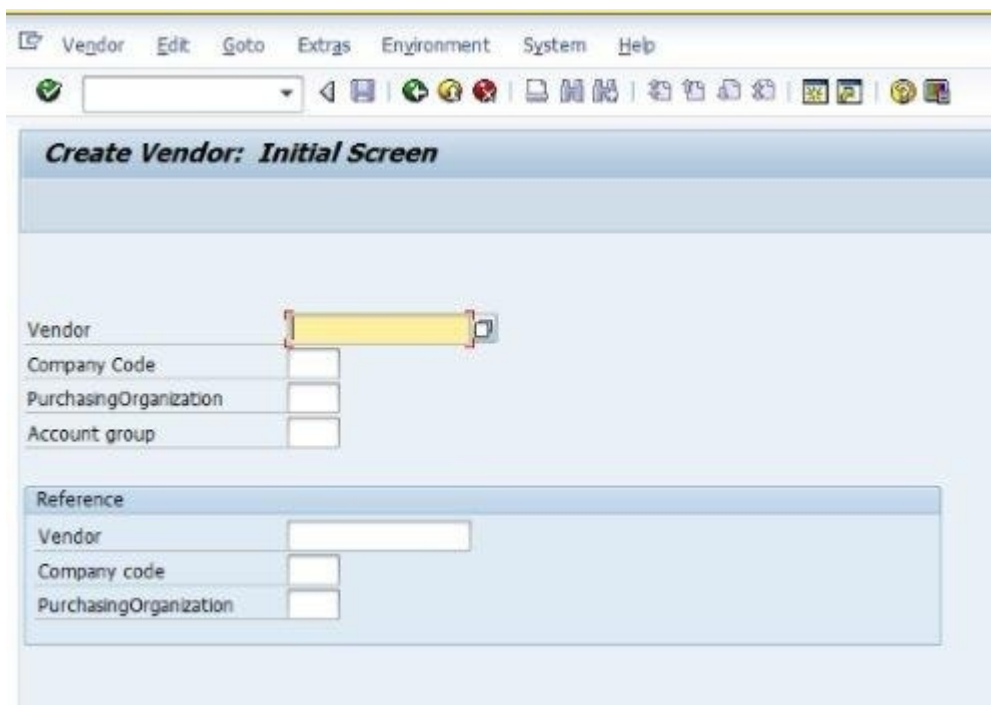 Vendor Edit Goto Extras Environment System Help
Create Vendor: Initial Screen
Vendor
Company Code
PurchasingOrganization
Account group
Reference
Vendor
Company code
PurchasingOrganization